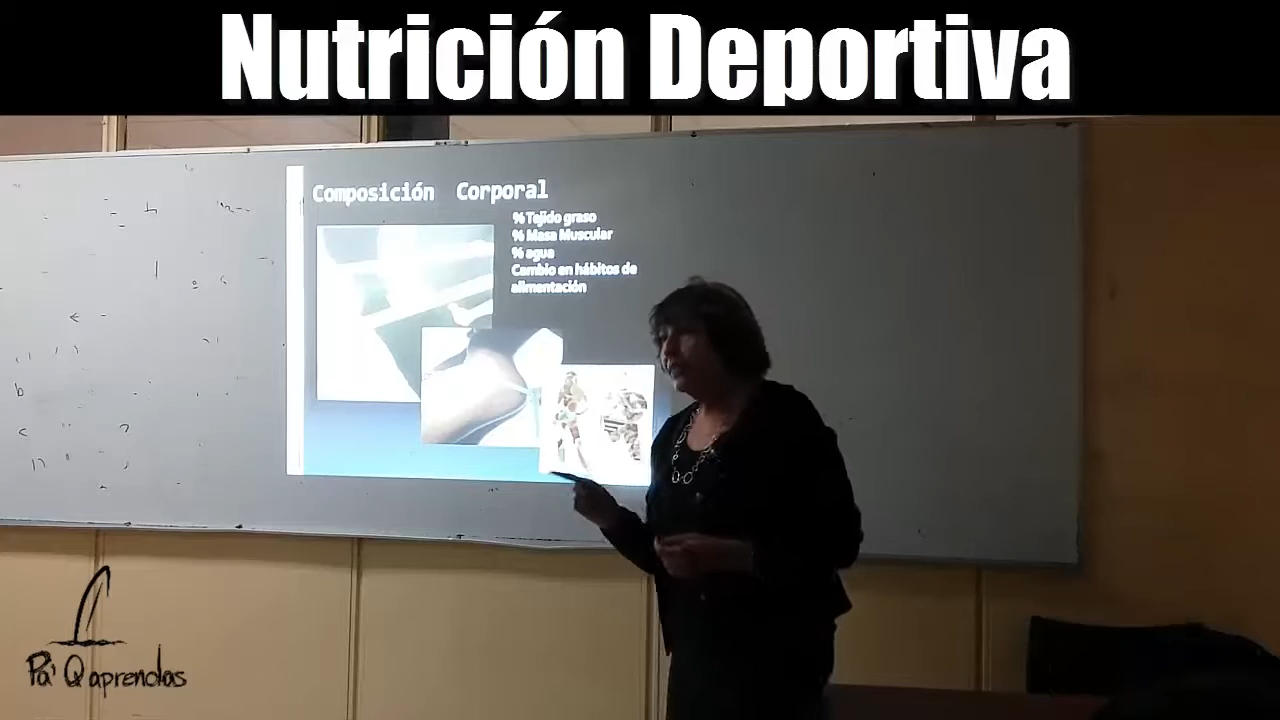 Nutrición Deportiva
Composición Corporal
% Tejido graso
% Masa Muscular
% agua
Cambio en hábitos de
alimentación
Pa' Q aprendas